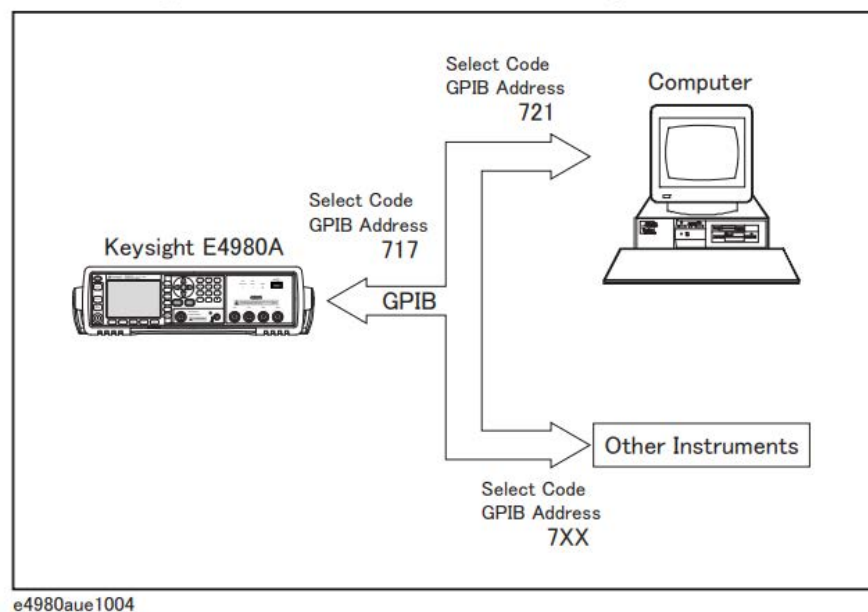 Select Code
GPIB Address
721
Computer
Select Code
GPIB Address
717
Keysight E4980A
GPIB
Other Instruments
Select Code
GPIB Address
7XX
e4980aue1004